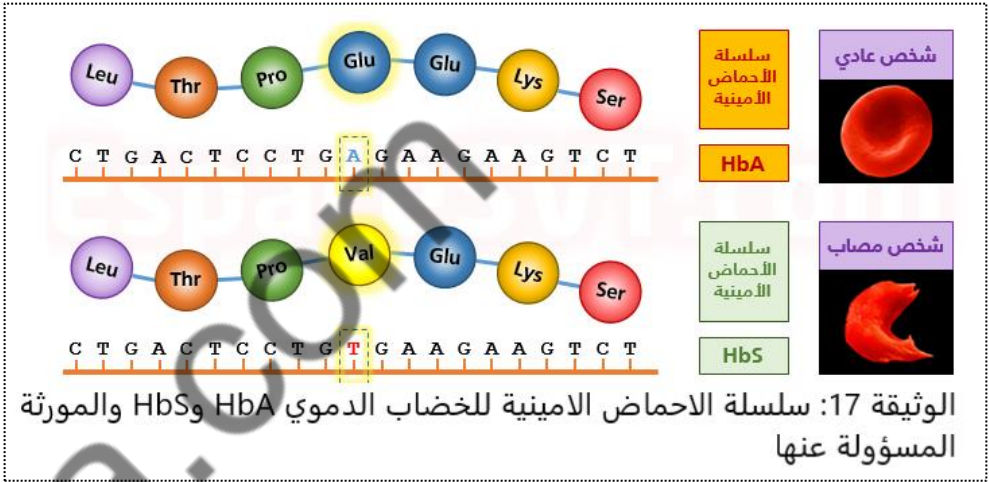 Leu Thr Pro Glu Glu Lys Ser
سلسلة
الأحماض
الأمينية
شخص عادي
C T G A C T C C T G A G A A G A A G T C T
HbA
Leu Thr Pro Val Glu Lys Ser
سلسلة
الأحماض
الأمينية
شخص مصاب
C T G A C T C C T G T G A A G A A G T C T
HbS
الوثيقة 17: سلسلة الاحماض الامينية للخضاب الدموي HbA وHbS والمورثة
المسؤولة عنها
a.com